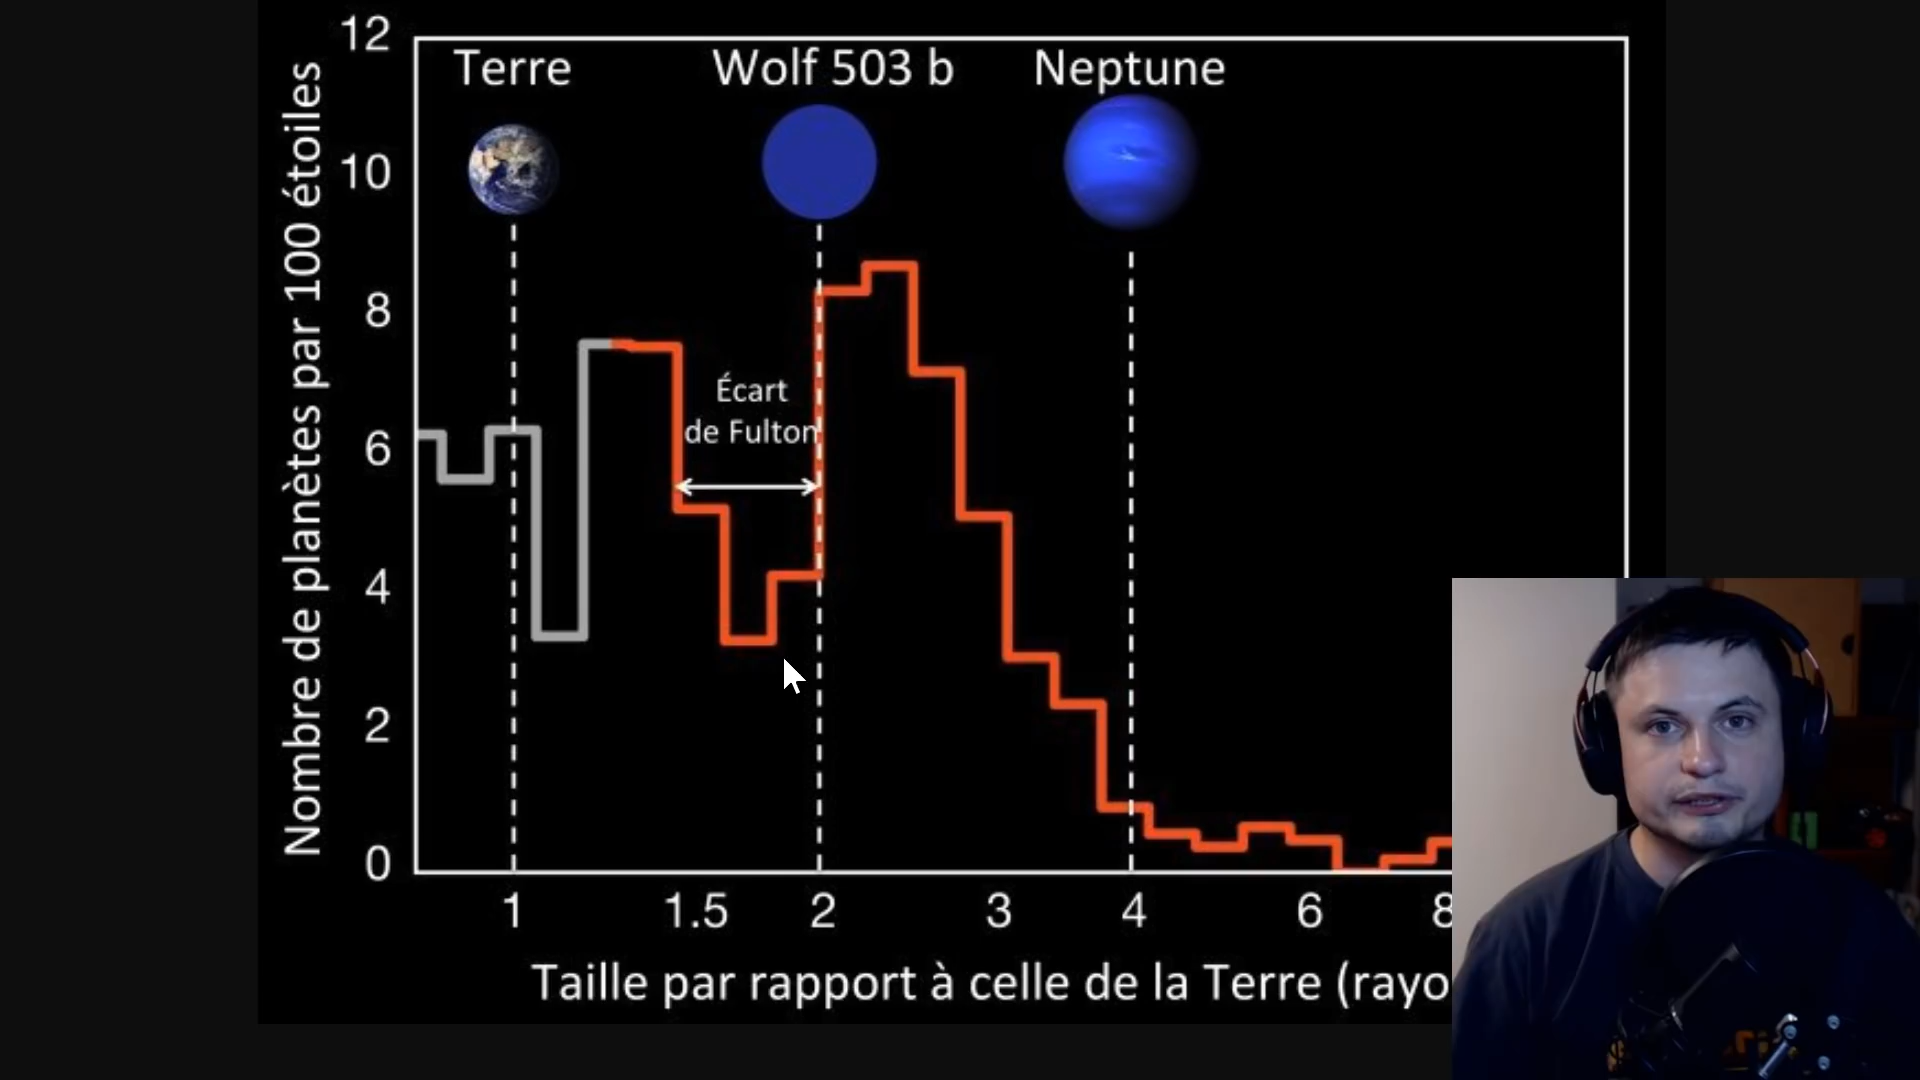 12
Terre
Wolf 503 b
Neptune
Nombre de planètes par 100 étoiles
10
8
Écart
de Fulton
6
4
2
0
1
1.5
2
3
4
6
8
Taille par rapport à celle de la Terre (rayo